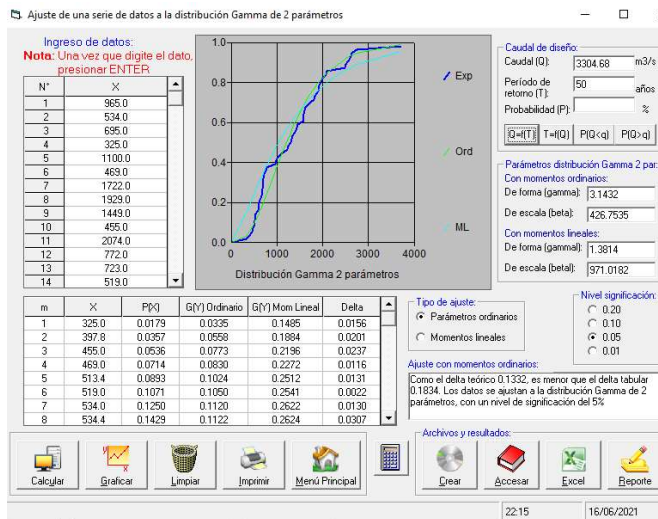 Ajuste de una serie de datos a la distribución Gamma de 2 parámetros
Ingreso de datos:
Nota: Una vez que digite el dato,
presionar ENTER
N° X
1 965.0
2 534.0
3 695.0
4 325.0
5 1100.0
6 469.0
7 1722.0
8 1929.0
9 1449.0
10 455.0
11 2074.0
12 772.0
13 723.0
14 519.0
1.0
0.8
0.6
0.4
0.2
0.0
0 1000 2000 3000 4000
Distribución Gamma 2 parámetros
Exp
Ord
ML
Caudal de diseño:
Caudal (Q): 3304.68 m3/s
Período de
retorno (T): 50 años
Probabilidad (P): %
Q=f(T) T=f(Q) P(Q<q) P(Q>q)
Parámetros distribución Gamma 2 par:
Con momentos ordinarios:
De forma (gamma): 3.1432
De escala (beta): 426.7535
Con momentos lineales:
De forma (gammal): 1.3814
De escala (betal): 971.0182
m X P(X) G(Y) Ordinario G(Y) Mom Lineal Delta
1 325.0 0.0179 0.0335 0.1485 0.0156
2 397.8 0.0357 0.0558 0.1884 0.0201
3 455.0 0.0536 0.0773 0.2196 0.0237
4 469.0 0.0714 0.0830 0.2272 0.0116
5 513.4 0.0893 0.1024 0.2512 0.0131
6 519.0 0.1071 0.1050 0.2541 0.0022
7 534.0 0.1250 0.1120 0.2622 0.0130
8 534.4 0.1429 0.1122 0.2624 0.0307
Tipo de ajuste:
Parámetros ordinarios
Momentos lineales
Nivel significación:
0.20
0.10
0.05
0.01
Ajuste con momentos ordinarios:
Como el delta teórico 0.1332, es menor que el delta tabular
0.1834. Los datos se ajustan a la distribución Gamma de 2
parámetros, con un nivel de significación del 5%
Archivos y resultados:
Calcular Graficar Limpiar Imprimir Menú Principal Crear Accesar Excel Reporte
22:15 16/06/2021